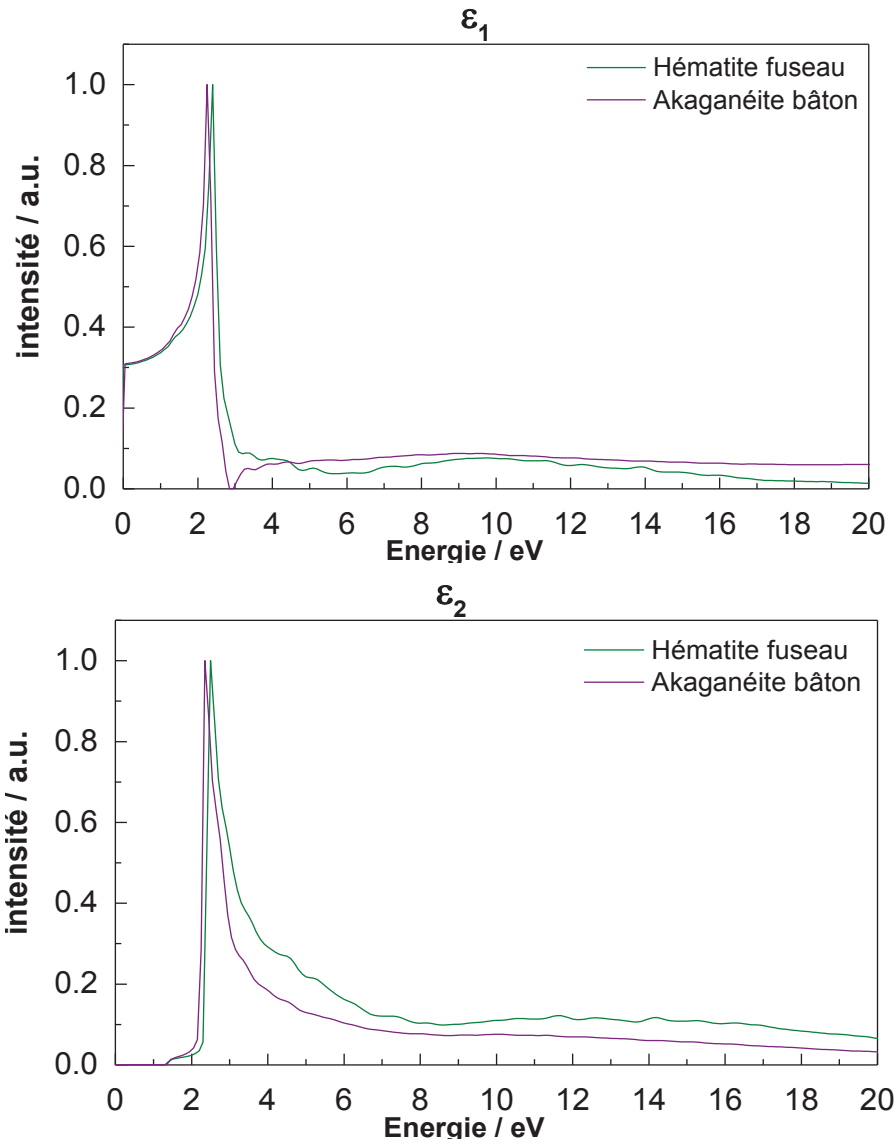 ε1
Hématite fuseau
Akaganéite bâton
intensité / a.u.
1.0
0.8
0.6
0.4
0.2
0.0
0 2 4 6 8 10 12 14 16 18 20
Energie / eV
ε2
Hématite fuseau
Akaganéite bâton
intensité / a.u.
1.0
0.8
0.6
0.4
0.2
0.0
0 2 4 6 8 10 12 14 16 18 20
Energie / eV